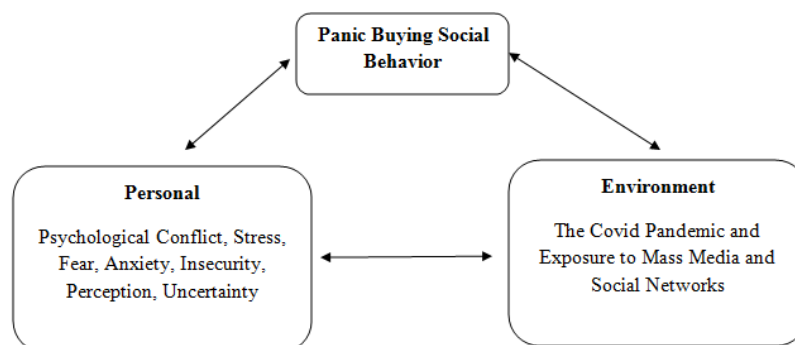 Panic Buying Social
Behavior
Personal
Psychological Conflict, Stress,
Fear, Anxiety, Insecurity,
Perception, Uncertainty
Environment
The Covid Pandemic and
Exposure to Mass Media and
Social Networks